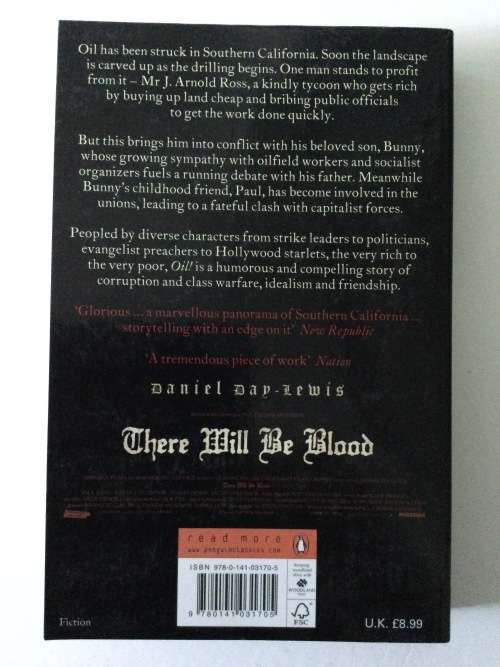 Oil has been struck in Southern California. Soon the landscape
is carved up as the drilling begins. One man stands to profit
from it – Mr J. Arnold Ross, a kindly tycoon who gets rich
by buying up land cheap and bribing public officials
to get the work done quickly.
But this brings him into conflict with his beloved son, Bunny,
whose growing sympathy with oilfield workers and socialist
organizers fuels a running debate with his father. Meanwhile
Bunny's childhood friend, Paul, has become involved in the
unions, leading to a fateful clash with capitalist forces.
Peopled by diverse characters from strike leaders to politicians,
evangelist preachers to Hollywood starlets, the very rich to
the very poor, Oil! is a humorous and compelling story of
corruption and class warfare, idealism and friendship.
'Glorious ... a marvellous panorama of Southern California ...
storytelling with an edge on it' New Republic
'A tremendous piece of work' Nation
Daniel Day-Lewis
There Will Be Blood
read more
www.penguinclassics.com
ISBN 978-0-141-03170-5
9 780141 031705
WOODLAND
FSC
Fiction
U.K. £8.99